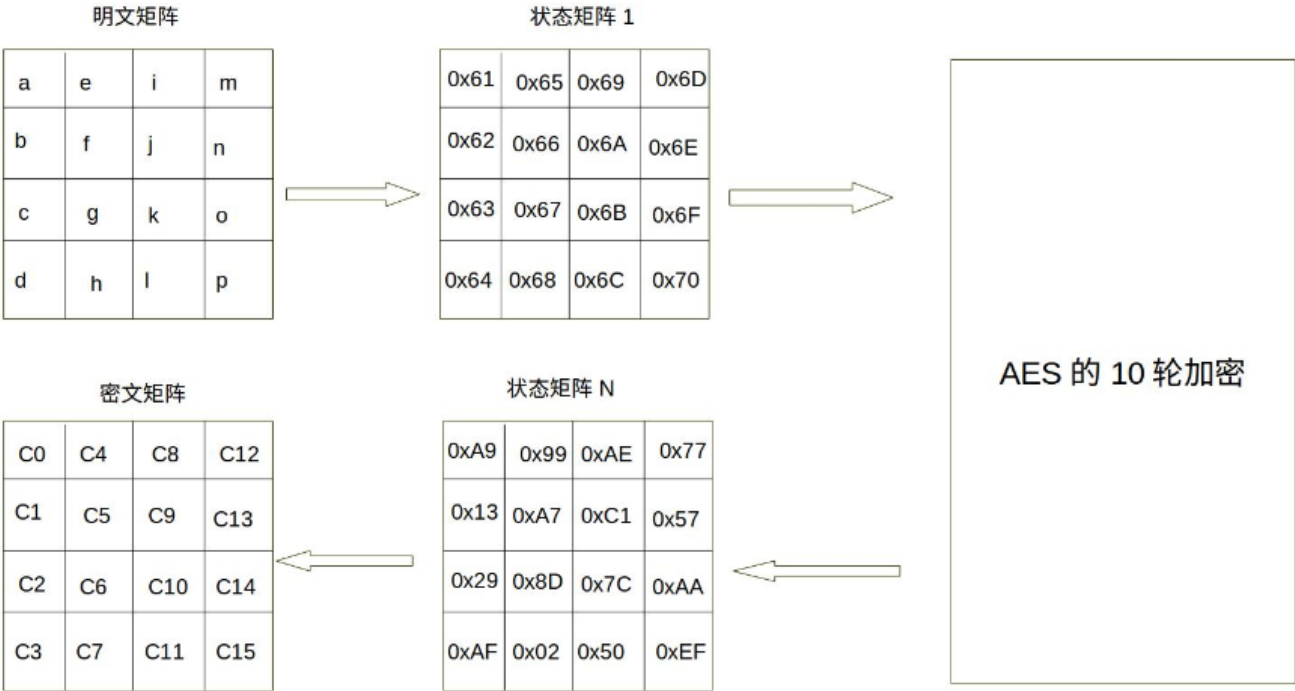 明文矩阵
a e i m
b f j n
c g k o
d h l p
状态矩阵 1
0x61 0x65 0x69 0x6D
0x62 0x66 0x6A 0x6E
0x63 0x67 0x6B 0x6F
0x64 0x68 0x6C 0x70
AES 的 10 轮加密
状态矩阵 N
0xA9 0x99 0xAE 0x77
0x13 0xA7 0xC1 0x57
0x29 0x8D 0x7C 0xAA
0xAF 0x02 0x50 0xEF
密文矩阵
C0 C4 C8 C12
C1 C5 C9 C13
C2 C6 C10 C14
C3 C7 C11 C15